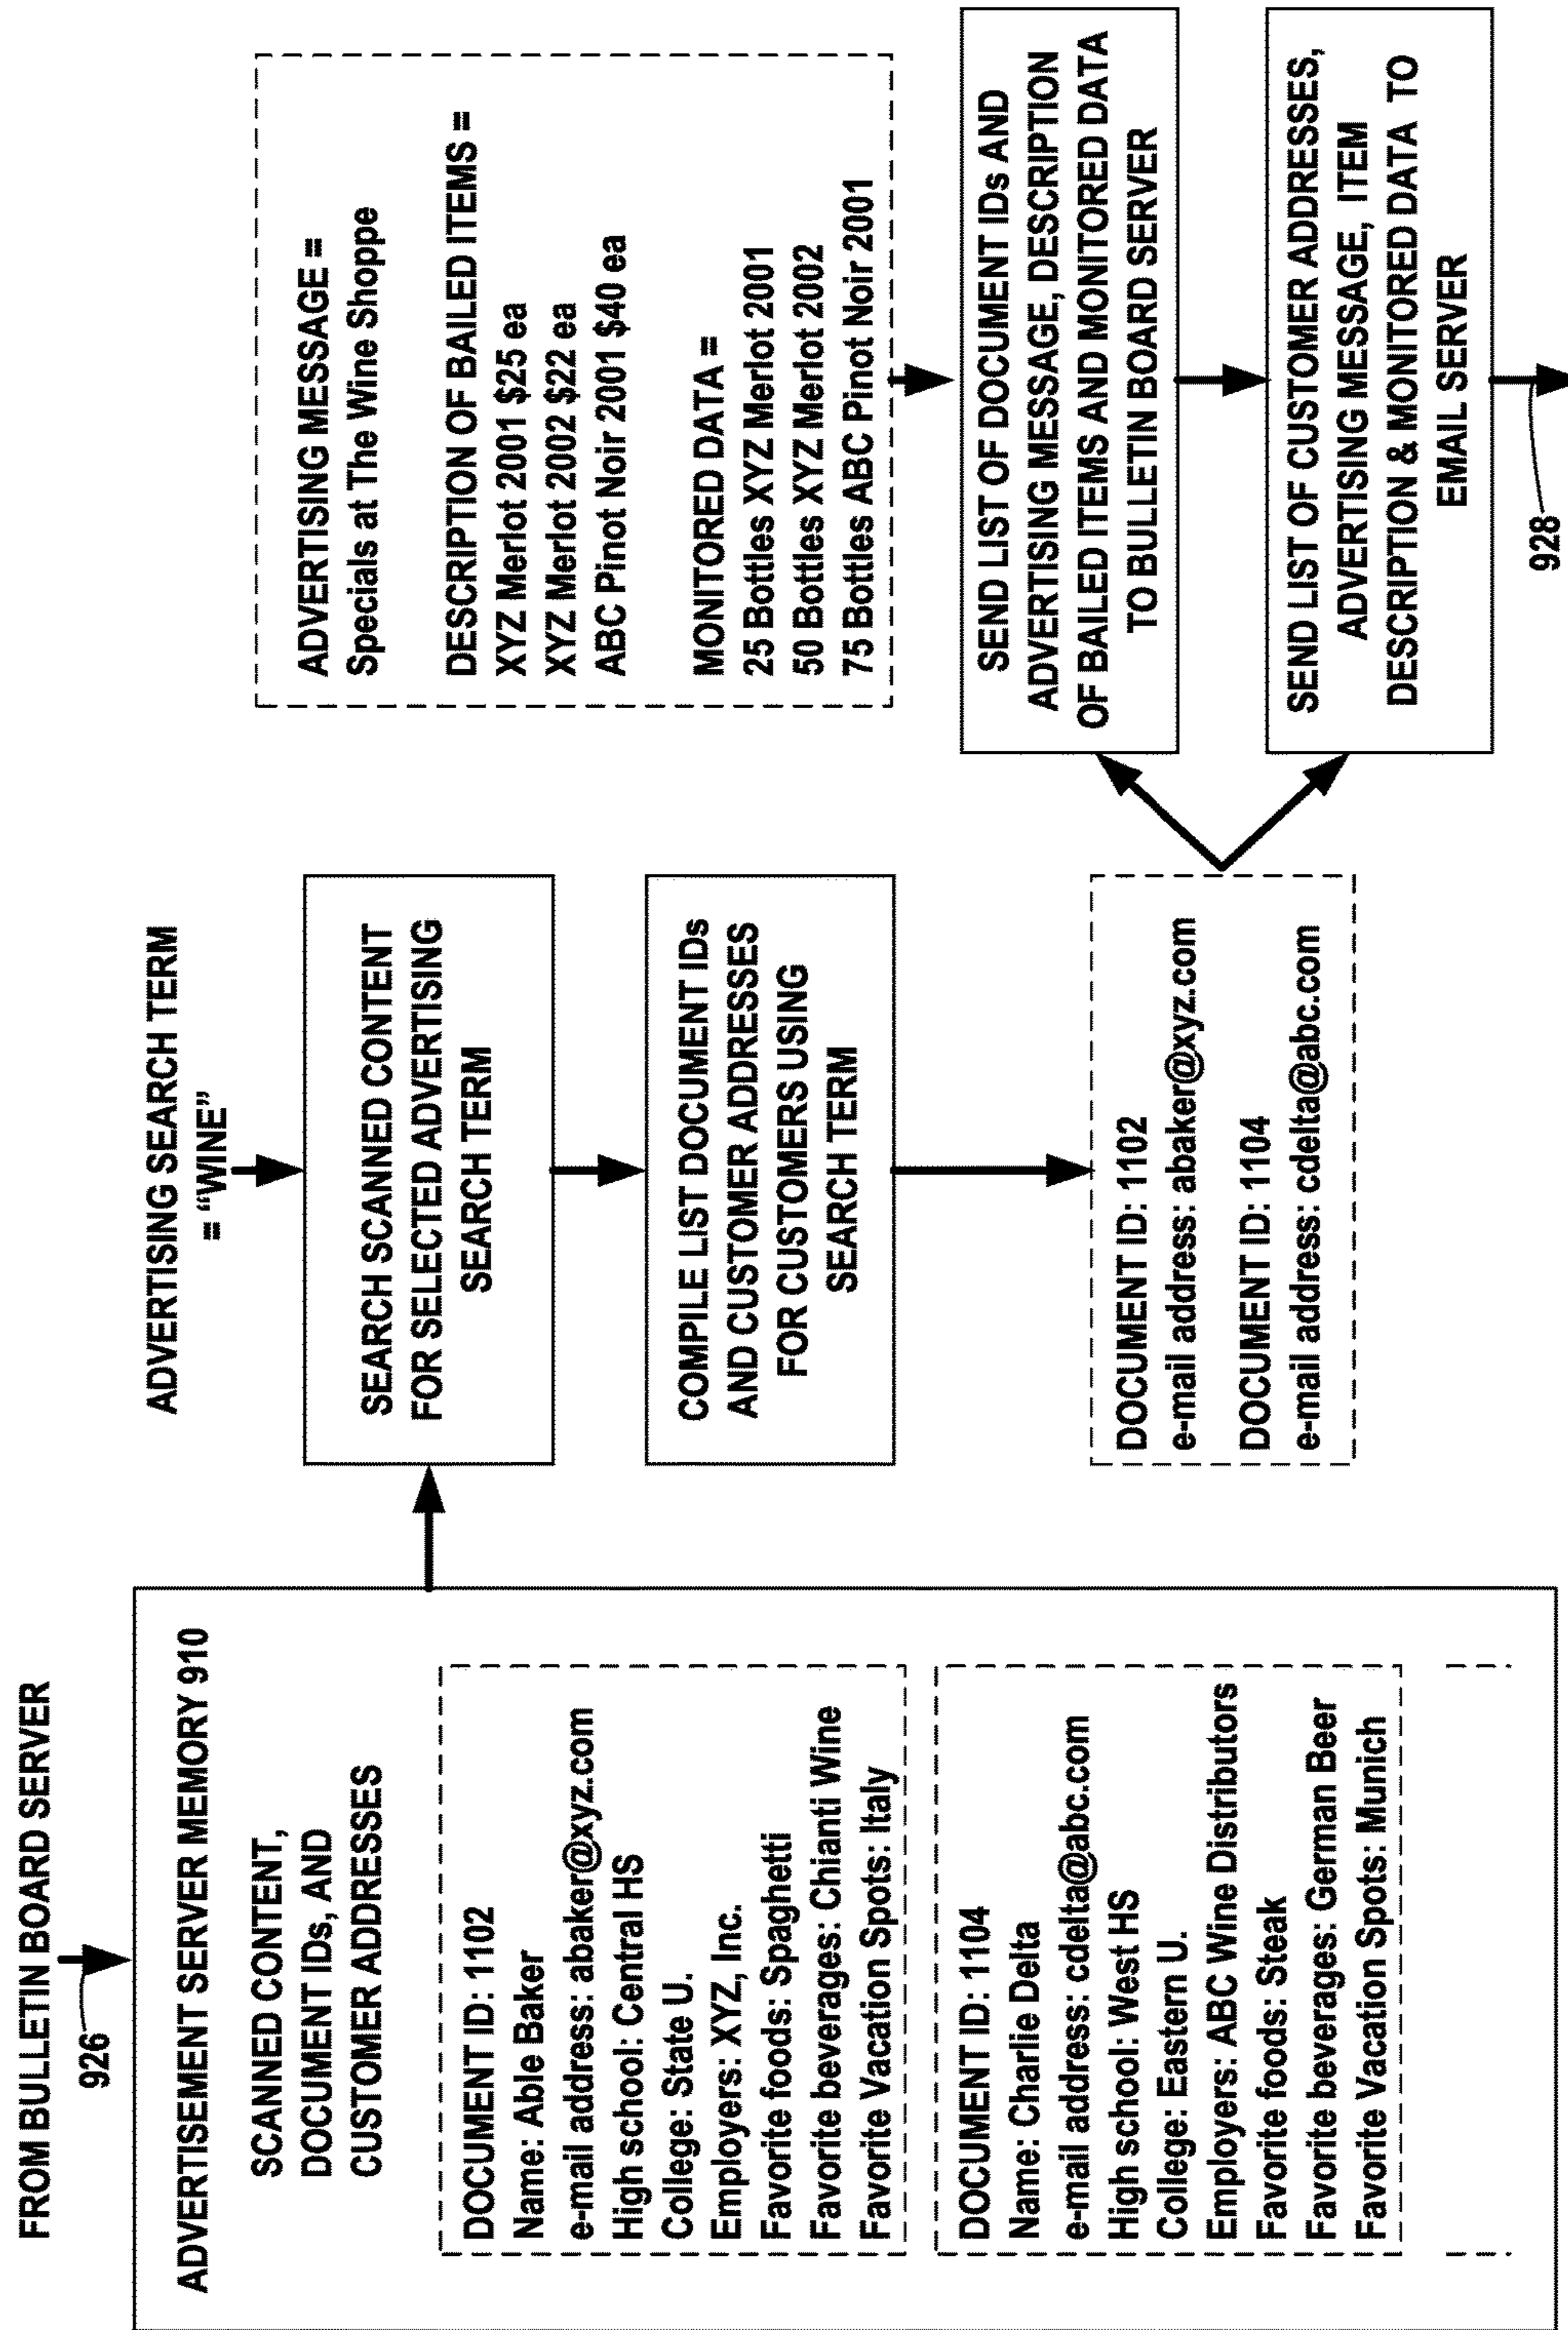 FROM BULLETIN BOARD SERVER
926
ADVERTISEMENT SERVER MEMORY 910
SCANNED CONTENT,
DOCUMENT IDs, AND
CUSTOMER ADDRESSES
DOCUMENT ID: 1102
Name: Able Baker
e-mail address: abaker@xyz.com
High school: Central HS
College: State U.
Employers: XYZ, Inc.
Favorite foods: Spaghetti
Favorite beverages: Chianti Wine
Favorite Vacation Spots: Italy
DOCUMENT ID: 1104
Name: Charlie Delta
e-mail address: cdelta@abc.com
High school: West HS
College: Eastern U.
Employers: ABC Wine Distributors
Favorite foods: Steak
Favorite beverages: German Beer
Favorite Vacation Spots: Munich
ADVERTISING SEARCH TERM
= “WINE”
SEARCH SCANNED CONTENT
FOR SELECTED ADVERTISING
SEARCH TERM
COMPILE LIST DOCUMENT IDs
AND CUSTOMER ADDRESSES
FOR CUSTOMERS USING
SEARCH TERM
DOCUMENT ID: 1102
e-mail address: abaker@xyz.com
DOCUMENT ID: 1104
e-mail address: cdelta@abc.com
ADVERTISING MESSAGE =
Specials at The Wine Shoppe
DESCRIPTION OF BAILED ITEMS =
XYZ Merlot 2001 $25 ea
XYZ Merlot 2002 $22 ea
ABC Pinot Noir 2001 $40 ea
MONITORED DATA =
25 Bottles XYZ Merlot 2001
50 Bottles XYZ Merlot 2002
75 Bottles ABC Pinot Noir 2001
SEND LIST OF DOCUMENT IDs AND
ADVERTISING MESSAGE, DESCRIPTION
OF BAILED ITEMS AND MONITORED DATA
TO BULLETIN BOARD SERVER
SEND LIST OF CUSTOMER ADDRESSES,
ADVERTISING MESSAGE, ITEM
DESCRIPTION & MONITORED DATA TO
EMAIL SERVER
928